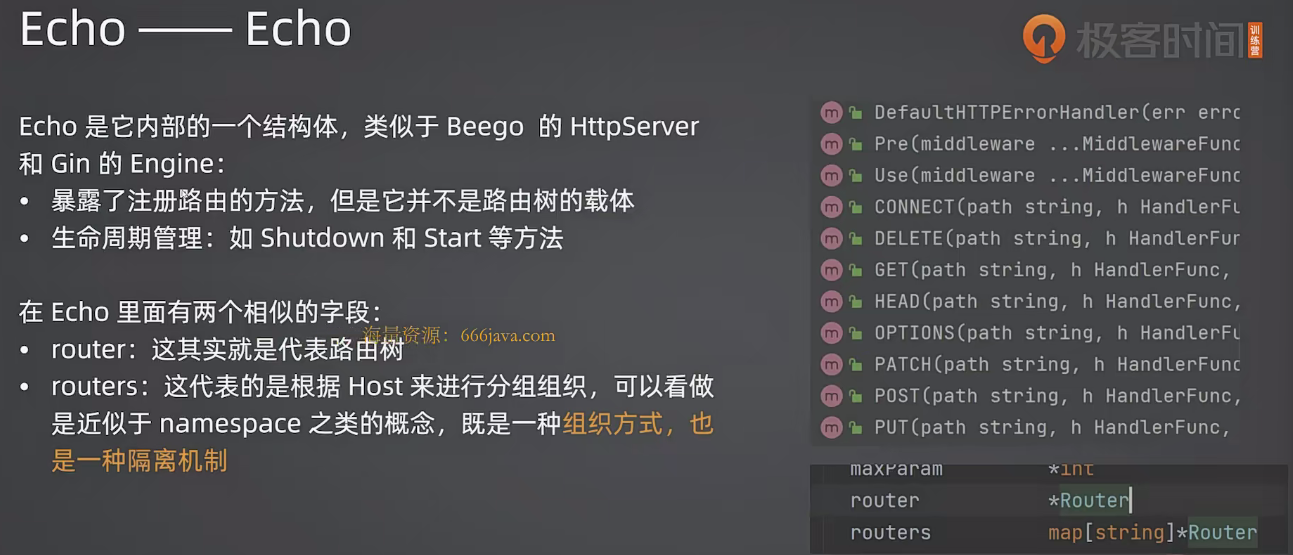 Echo —— Echo
极客时间
训练营
Echo 是它内部的一个结构体，类似于 Beego 的 HttpServer
和 Gin 的 Engine：
• 暴露了注册路由的方法，但是它并不是路由树的载体
• 生命周期管理：如 Shutdown 和 Start 等方法
在 Echo 里面有两个相似的字段：
海量资源：666java.com
• router：这其实就是代表路由树
• routers：这代表的是根据 Host 来进行分组组织，可以看做
是近似于 namespace 之类的概念，既是一种组织方式，也
是一种隔离机制
m DefaultHTTPErrorHandler(err erro
m Pre(middleware ...MiddlewareFunc
m Use(middleware ...MiddlewareFunc
m CONNECT(path string, h HandlerFu
m DELETE(path string, h HandlerFun
m GET(path string, h HandlerFunc,
m HEAD(path string, h HandlerFunc,
m OPTIONS(path string, h HandlerFu
m PATCH(path string, h HandlerFunc
m POST(path string, h HandlerFunc,
m PUT(path string, h HandlerFunc,
maxParam *int
router *Router
routers map[string]*Router